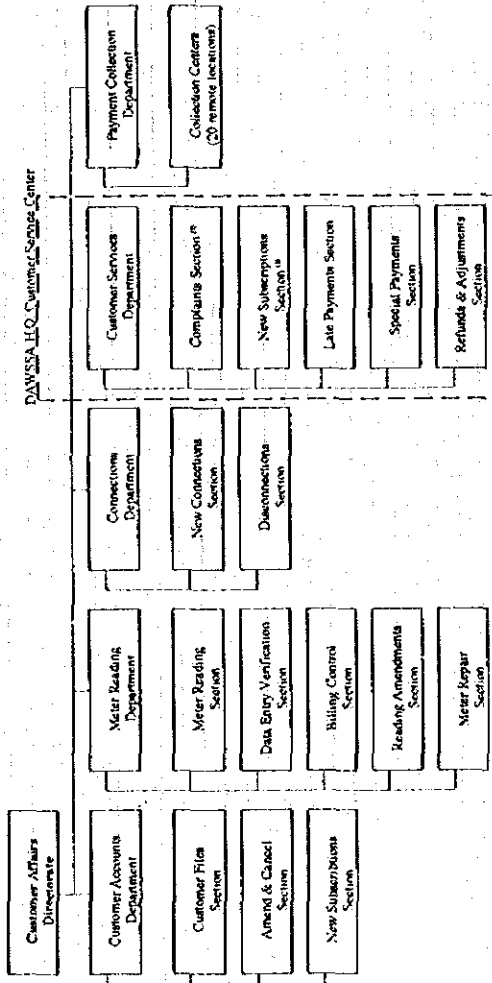 DAWSSA H.Q. Customer Service Center
Customer Affairs
Directorate
Customer Accounts
Department
Customer Files
Section
Amend & Cancel
Section
New Subscriptions
Section
Meter Reading
Department
Meter Reading
Section
Data Entry Verification
Section
Billing Control
Section
Reading Amendments
Section
Meter Repair
Section
Connections
Department
New Connections
Section
Disconnections
Section
Customer Services
Department
Complaints Section
New Subscriptions
Section
Late Payments Section
Special Payments
Section
Refunds & Adjustments
Section
Payment Collection
Department
Collection Centers
(20 remote locations)